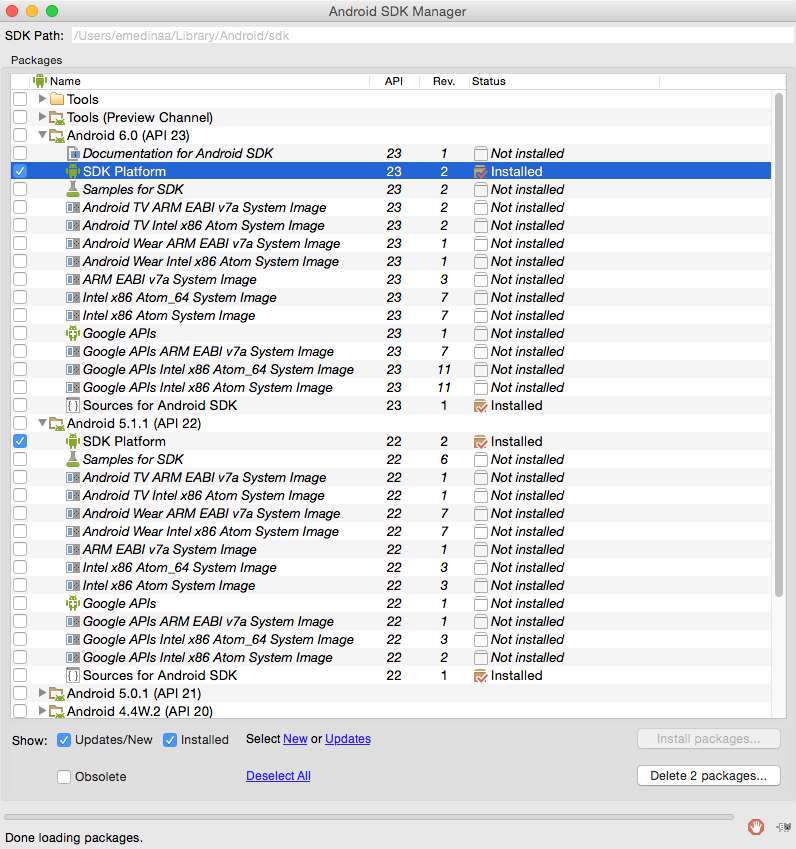 Android SDK Manager
SDK Path: /Users/emedinaa/Library/Android/sdk
Packages
Name API Rev. Status
Tools
Tools (Preview Channel)
Android 6.0 (API 23)
Documentation for Android SDK 23 1 Not installed
SDK Platform 23 2 Installed
Samples for SDK 23 2 Not installed
Android TV ARM EABI v7a System Image 23 2 Not installed
Android TV Intel x86 Atom System Image 23 2 Not installed
Android Wear ARM EABI v7a System Image 23 1 Not installed
Android Wear Intel x86 Atom System Image 23 1 Not installed
ARM EABI v7a System Image 23 3 Not installed
Intel x86 Atom_64 System Image 23 7 Not installed
Intel x86 Atom System Image 23 7 Not installed
Google APIs 23 1 Not installed
Google APIs ARM EABI v7a System Image 23 7 Not installed
Google APIs Intel x86 Atom_64 System Image 23 11 Not installed
Google APIs Intel x86 Atom System Image 23 11 Not installed
Sources for Android SDK 23 1 Installed
Android 5.1.1 (API 22)
SDK Platform 22 2 Installed
Samples for SDK 22 6 Not installed
Android TV ARM EABI v7a System Image 22 1 Not installed
Android TV Intel x86 Atom System Image 22 1 Not installed
Android Wear ARM EABI v7a System Image 22 7 Not installed
Android Wear Intel x86 Atom System Image 22 7 Not installed
ARM EABI v7a System Image 22 1 Not installed
Intel x86 Atom_64 System Image 22 3 Not installed
Intel x86 Atom System Image 22 3 Not installed
Google APIs 22 1 Not installed
Google APIs ARM EABI v7a System Image 22 1 Not installed
Google APIs Intel x86 Atom_64 System Image 22 3 Not installed
Google APIs Intel x86 Atom System Image 22 2 Not installed
Sources for Android SDK 22 1 Installed
Android 5.0.1 (API 21)
Android 4.4W.2 (API 20)
Show: Updates/New Installed Select New or Updates Install packages...
Obsolete Deselect All Delete 2 packages...
Done loading packages.